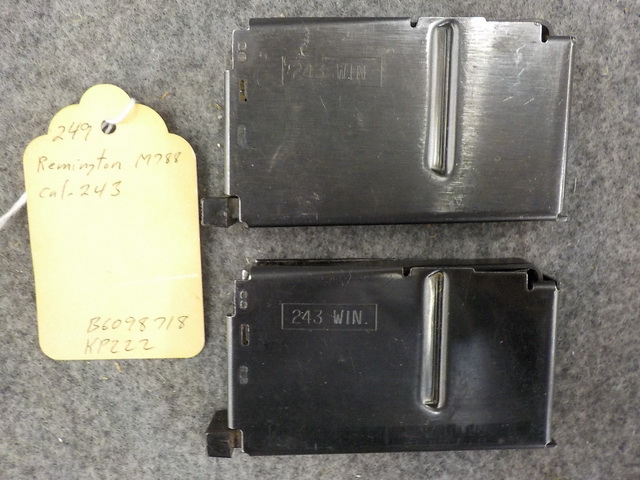 249
Remington M788
cal. 243
B6098718
KP222
243 WIN.
243 WIN.